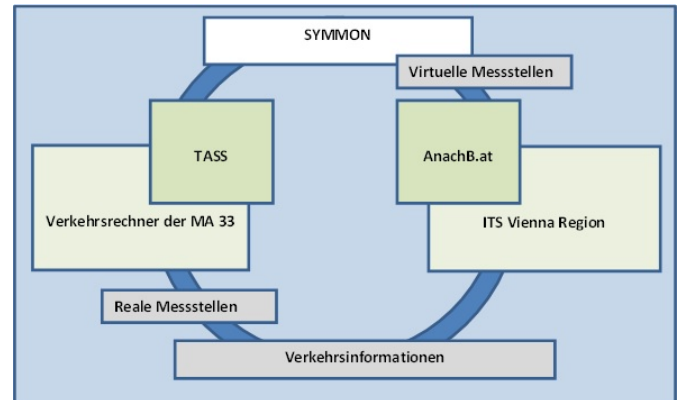 SYMMON
Virtuelle Messstellen
TASS
AnachB.at
Verkehrsrechner der MA 33
ITS Vienna Region
Reale Messstellen
Verkehrsinformationen